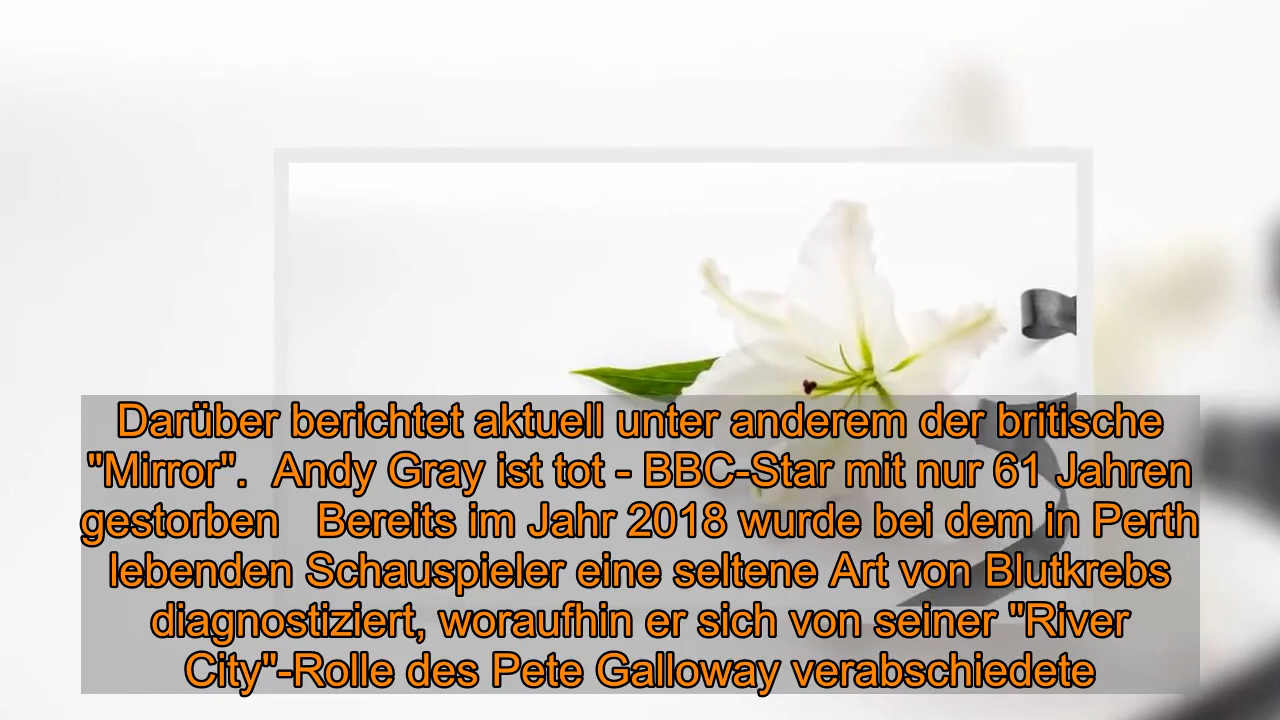 Darüber berichtet aktuell unter anderem der britische
"Mirror".  Andy Gray ist tot - BBC-Star mit nur 61 Jahren
gestorben   Bereits im Jahr 2018 wurde bei dem in Perth
lebenden Schauspieler eine seltene Art von Blutkrebs
diagnostiziert, woraufhin er sich von seiner "River
City"-Rolle des Pete Galloway verabschiedete